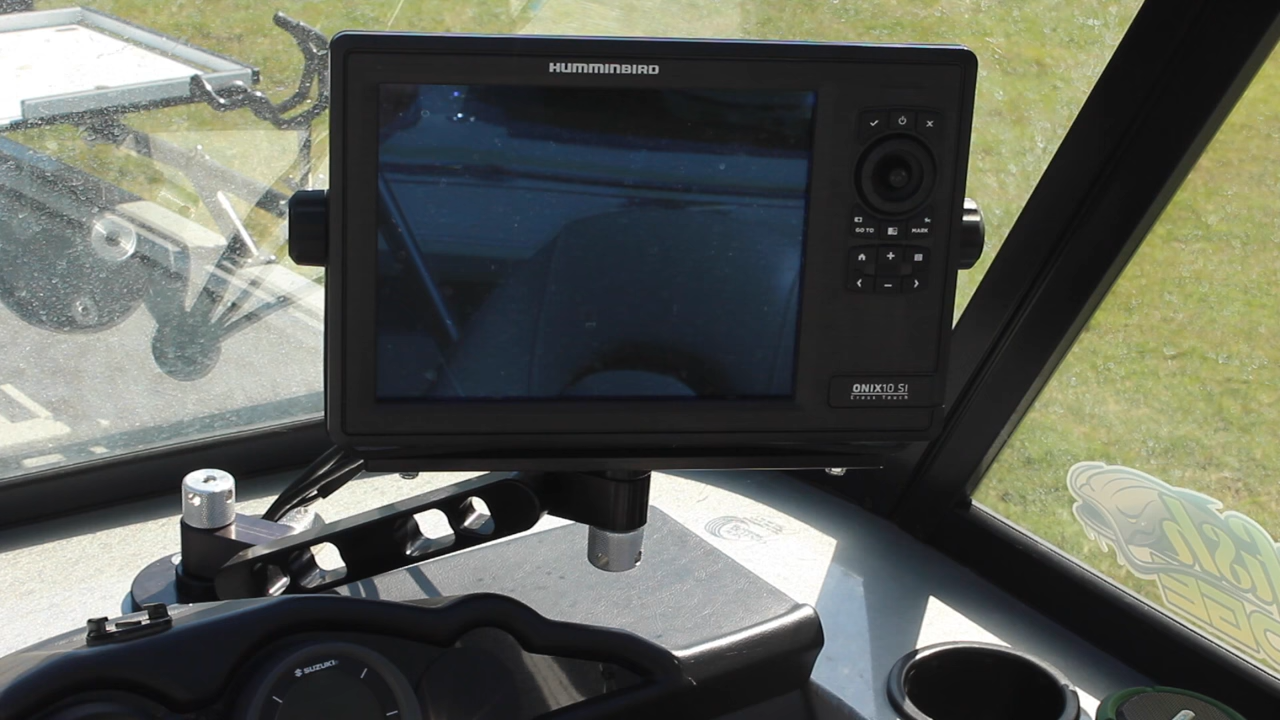 HUMMINBIRD
GO TO
MARK
ONIX10 SI
Cross Touch
SUZUKI